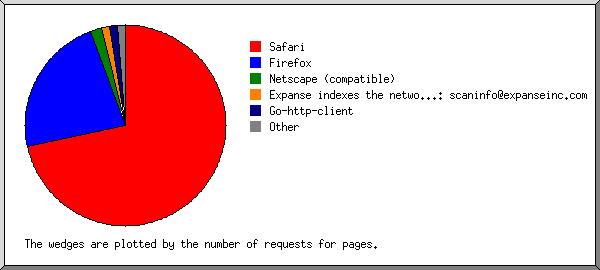 Safari
Firefox
Netscape (compatible)
Expanse indexes the netwo...: scaninfo@expanseinc.com
Go-http-client
Other
The wedges are plotted by the number of requests for pages.